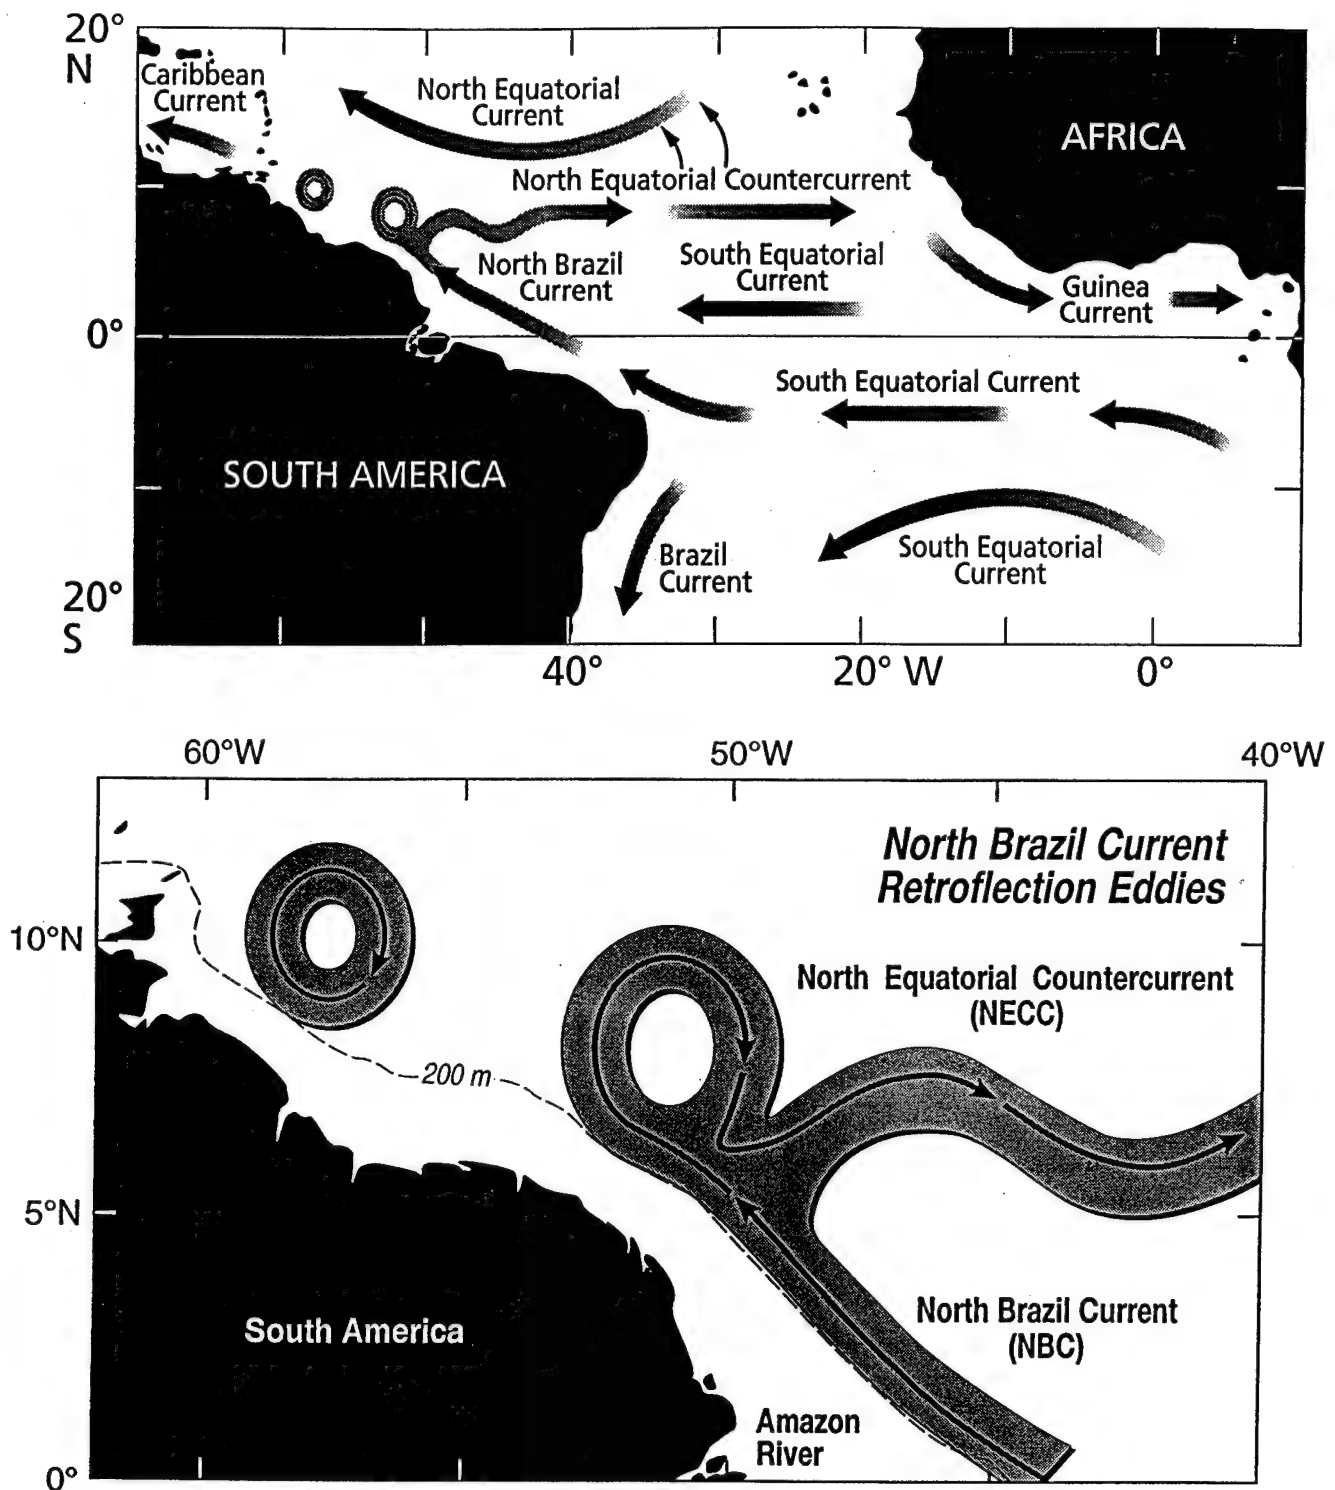 20°
N
Caribbean
Current
North Equatorial
Current
AFRICA
North Equatorial Countercurrent
North Brazil
Current
South Equatorial
Current
Guinea
Current
0°
South Equatorial Current
SOUTH AMERICA
Brazil
Current
South Equatorial
Current
20°
S
40°
20° W
0°
60°W
50°W
40°W
North Brazil Current
Retroflection Eddies
10°N
North Equatorial Countercurrent
(NECC)
200 m
5°N
North Brazil Current
(NBC)
South America
Amazon
River
0°